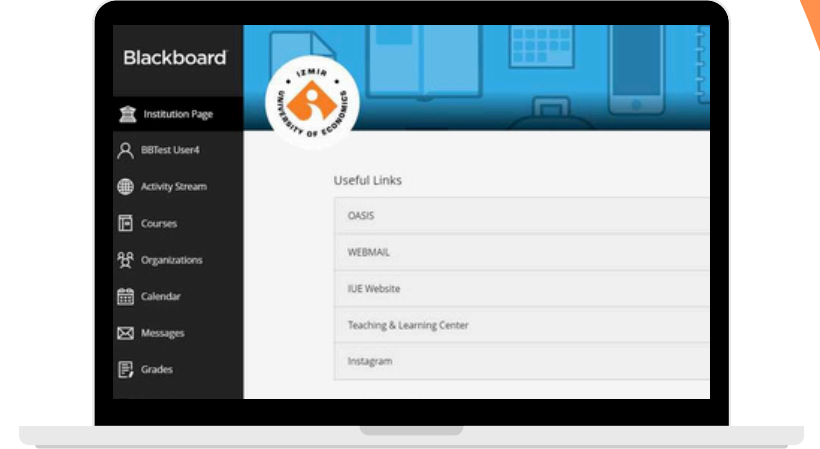 Blackboard
Institution Page
BBTest User4
Activity Stream
Courses
Organizations
Calendar
Messages
Grades
IZMIR
UNIVERSITY OF ECONOMICS
Useful Links
OASIS
WEBMAIL
IUE Website
Teaching & Learning Center
Instagram